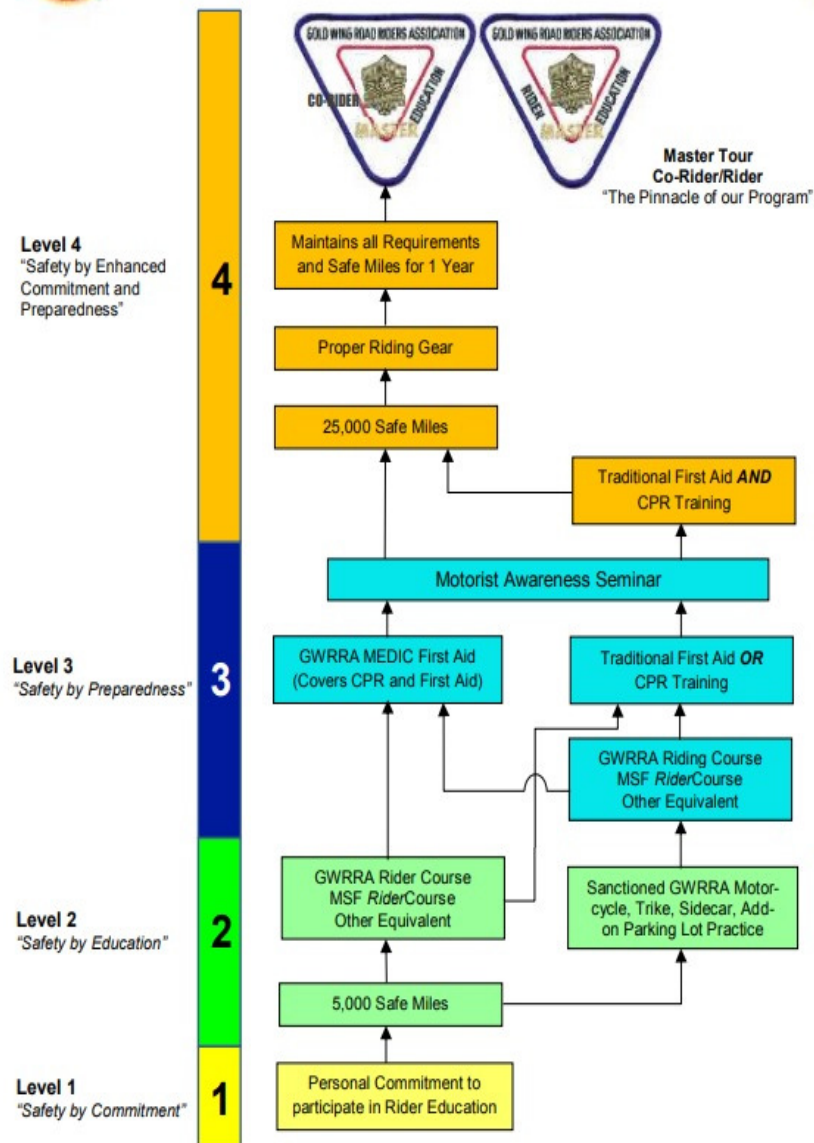 GOLD WING ROAD RIDERS ASSOCIATION
CO-RIDER
EDUCATION
MASTER
GOLD WING ROAD RIDERS ASSOCIATION
RIDER
EDUCATION
MASTER
Master Tour
Co-Rider/Rider
"The Pinnacle of our Program"
Level 4
"Safety by Enhanced
Commitment and
Preparedness"
4
Maintains all Requirements
and Safe Miles for 1 Year
Proper Riding Gear
25,000 Safe Miles
Traditional First Aid AND
CPR Training
Motorist Awareness Seminar
Level 3
"Safety by Preparedness"
3
GWRRA MEDIC First Aid
(Covers CPR and First Aid)
Traditional First Aid OR
CPR Training
GWRRA Riding Course
MSF RiderCourse
Other Equivalent
Level 2
"Safety by Education"
2
GWRRA Rider Course
MSF RiderCourse
Other Equivalent
Sanctioned GWRRA Motor-
cycle, Trike, Sidecar, Add-
on Parking Lot Practice
5,000 Safe Miles
Level 1
"Safety by Commitment"
1
Personal Commitment to
participate in Rider Education